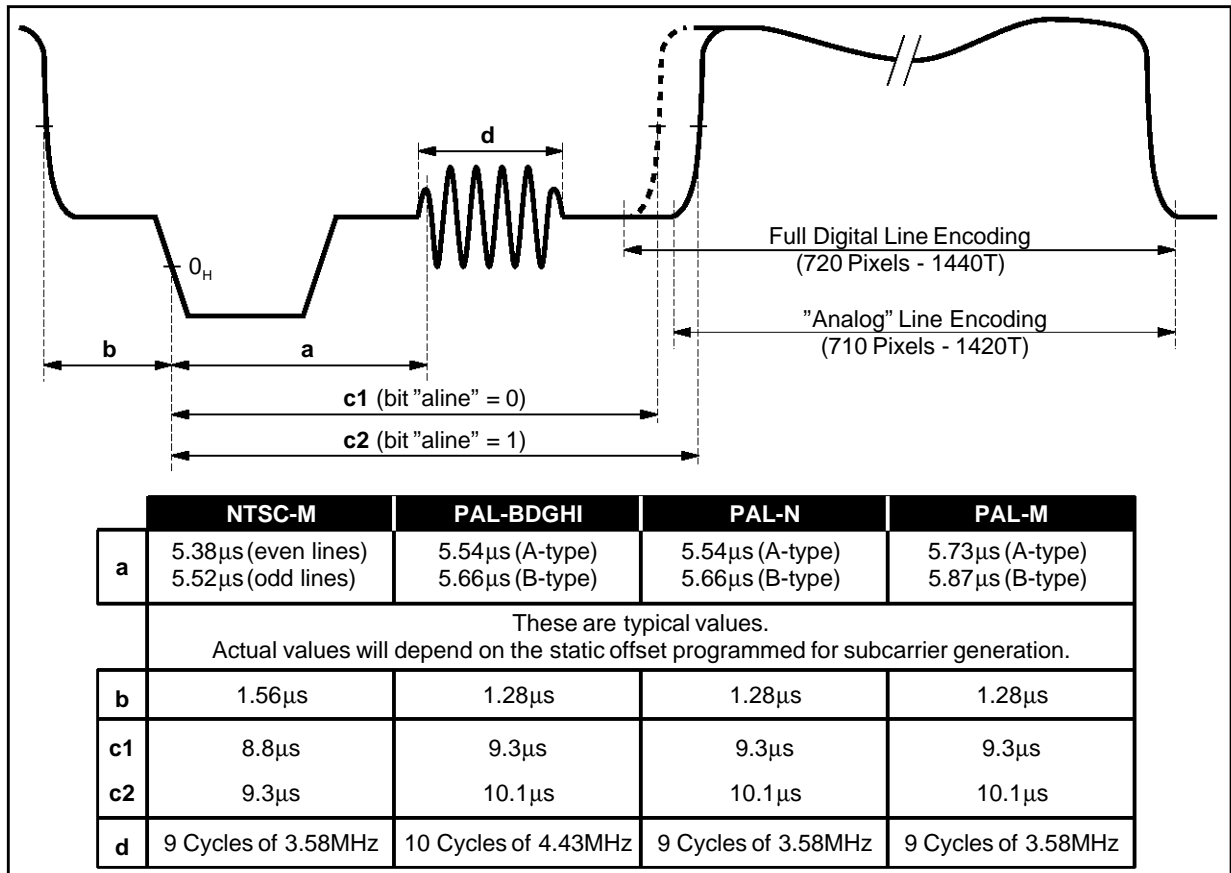 d
Full Digital Line Encoding
(720 Pixels - 1440T)
0H
"Analog" Line Encoding
(710 Pixels - 1420T)
b
a
c1 (bit "aline" = 0)
c2 (bit "aline" = 1)
NTSC-M PAL-BDGHI PAL-N PAL-M
a
5.38µs (even lines) 5.54µs (A-type) 5.54µs (A-type) 5.73µs (A-type)
5.52µs (odd lines) 5.66µs (B-type) 5.66µs (B-type) 5.87µs (B-type)
These are typical values.
Actual values will depend on the static offset programmed for subcarrier generation.
b 1.56µs 1.28µs 1.28µs 1.28µs
c1 8.8µs 9.3µs 9.3µs 9.3µs
c2 9.3µs 10.1µs 10.1µs 10.1µs
d 9 Cycles of 3.58MHz 10 Cycles of 4.43MHz 9 Cycles of 3.58MHz 9 Cycles of 3.58MHz